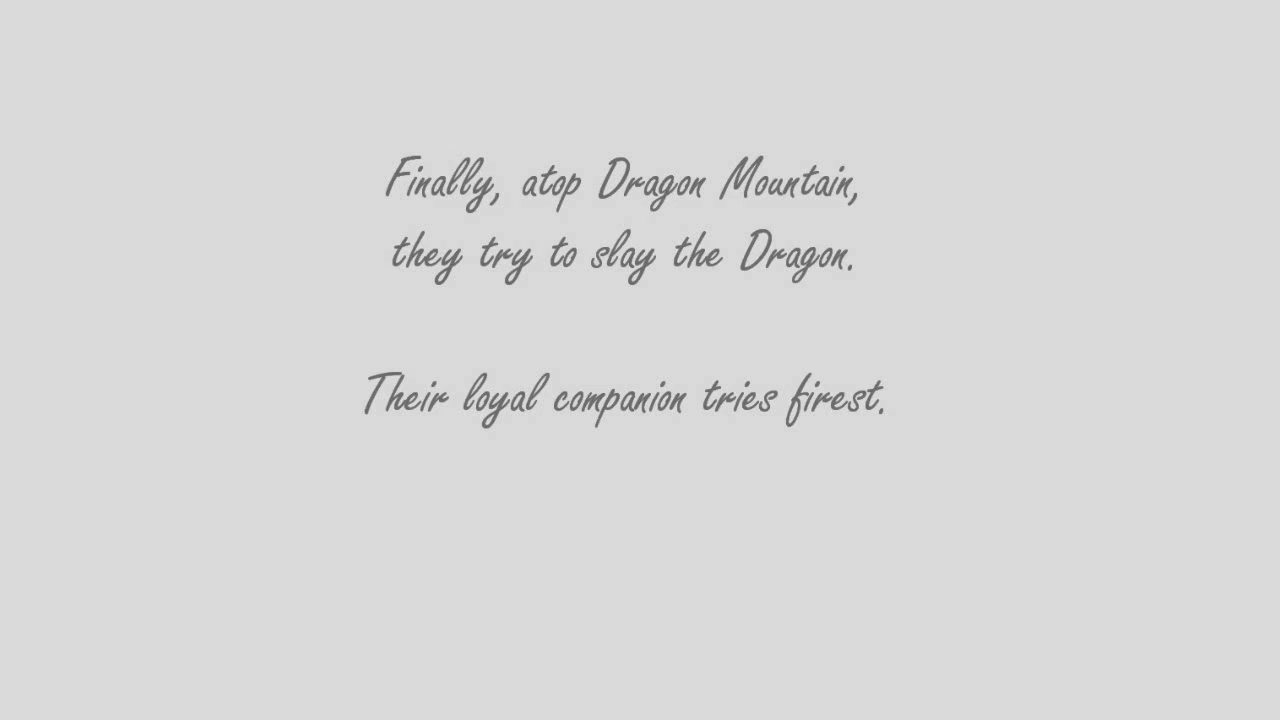 Finally, atop Dragon Mountain,
they try to slay the Dragon.
Their loyal companion tries firest.